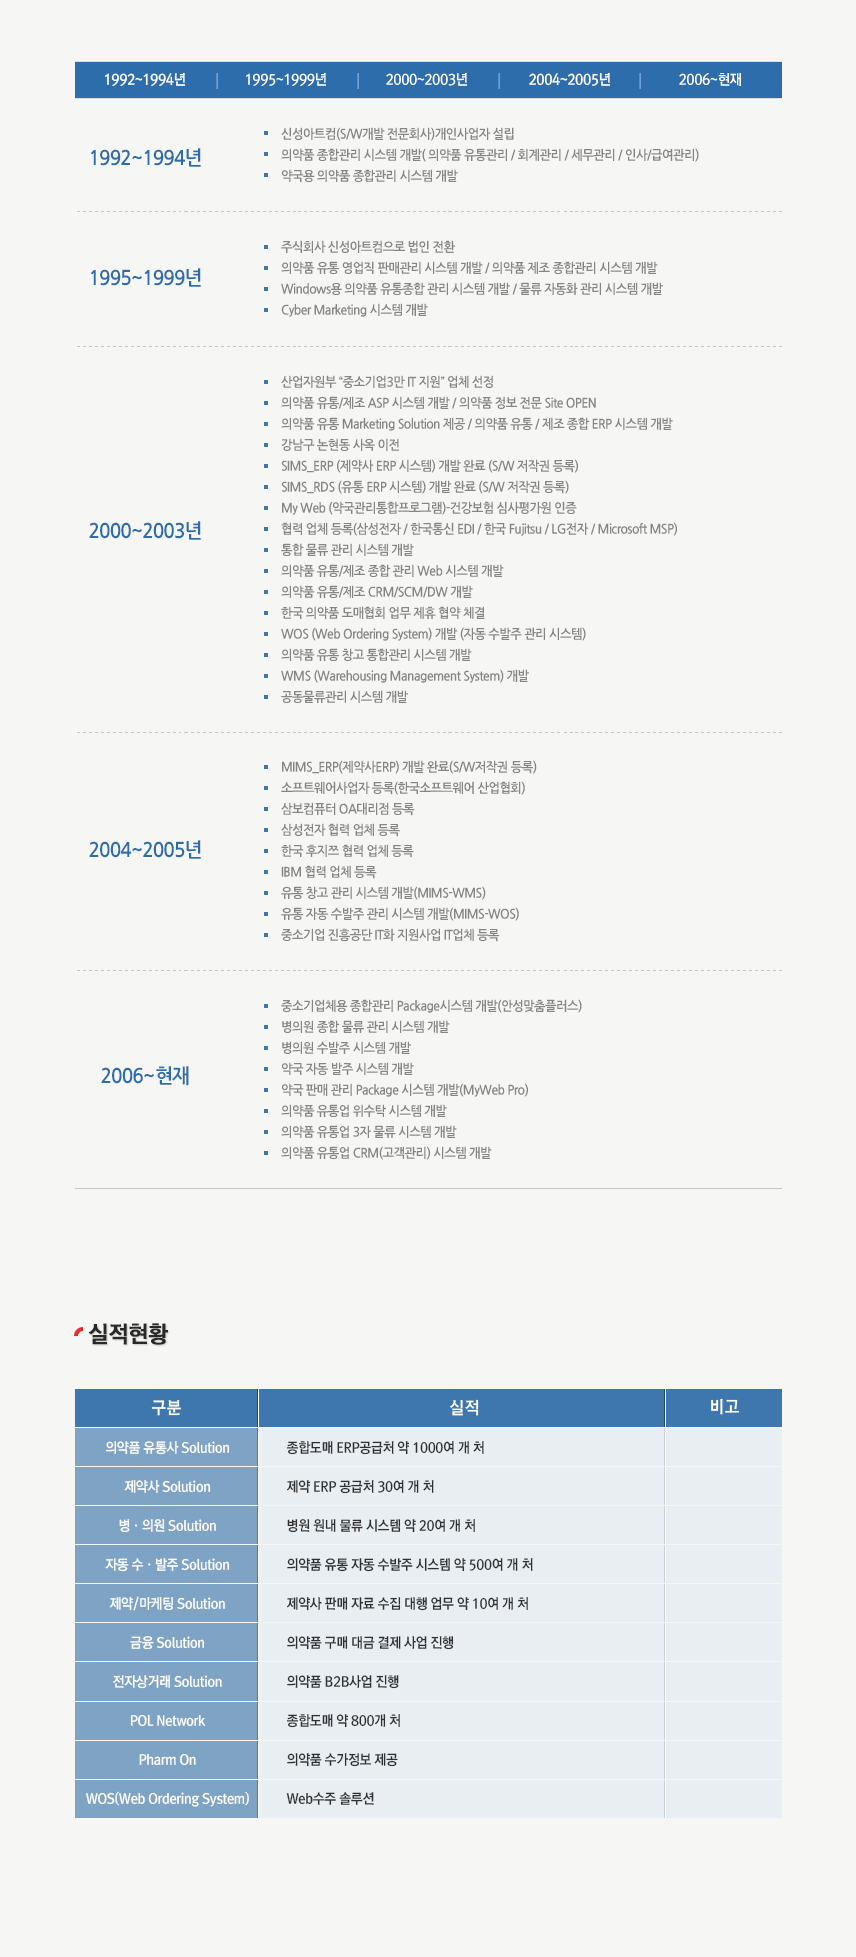 1992~1994년 | 1995~1999년 | 2000~2003년 | 2004~2005년 | 2006~현재
1992~1994년
신성아트컴(S/W개발 전문회사)개인사업자 설립
의약품 종합관리 시스템 개발( 의약품 유통관리 / 회계관리 / 세무관리 / 인사/급여관리)
약국용 의약품 종합관리 시스템 개발
1995~1999년
주식회사 신성아트컴으로 법인 전환
의약품 유통 영업직 판매관리 시스템 개발 / 의약품 제조 종합관리 시스템 개발
Windows용 의약품 유통종합 관리 시스템 개발 / 물류 자동화 관리 시스템 개발
Cyber Marketing 시스템 개발
2000~2003년
산업자원부 “중소기업3만 IT 지원” 업체 선정
의약품 유통/제조 ASP 시스템 개발 / 의약품 정보 전문 Site OPEN
의약품 유통 Marketing Solution 제공 / 의약품 유통 / 제조 종합 ERP 시스템 개발
강남구 논현동 사옥 이전
SIMS_ERP (제약사 ERP 시스템) 개발 완료 (S/W 저작권 등록)
SIMS_RDS (유통 ERP 시스템) 개발 완료 (S/W 저작권 등록)
My Web (약국관리통합프로그램)-건강보험 심사평가원 인증
협력 업체 등록(삼성전자 / 한국통신 EDI / 한국 Fujitsu / LG전자 / Microsoft MSP)
통합 물류 관리 시스템 개발
의약품 유통/제조 종합 관리 Web 시스템 개발
의약품 유통/제조 CRM/SCM/DW 개발
한국 의약품 도매협회 업무 제휴 협약 체결
WOS (Web Ordering System) 개발 (자동 수발주 관리 시스템)
의약품 유통 창고 통합관리 시스템 개발
WMS (Warehousing Management System) 개발
공동물류관리 시스템 개발
2004~2005년
MIMS_ERP(제약사ERP) 개발 완료(S/W저작권 등록)
소프트웨어사업자 등록(한국소프트웨어 산업협회)
삼보컴퓨터 OA대리점 등록
삼성전자 협력 업체 등록
한국 후지쯔 협력 업체 등록
IBM 협력 업체 등록
유통 창고 관리 시스템 개발(MIMS-WMS)
유통 자동 수발주 관리 시스템 개발(MIMS-WOS)
중소기업 진흥공단 IT화 지원사업 IT업체 등록
2006~현재
중소기업체용 종합관리 Package시스템 개발(안성맞춤플러스)
병의원 종합 물류 관리 시스템 개발
병의원 수발주 시스템 개발
약국 자동 발주 시스템 개발
약국 판매 관리 Package 시스템 개발(MyWeb Pro)
의약품 유통업 위수탁 시스템 개발
의약품 유통업 3자 물류 시스템 개발
의약품 유통업 CRM(고객관리) 시스템 개발
실적현황
구분 실적 비고
의약품 유통사 Solution 종합도매 ERP공급처 약 1000여 개 처
제약사 Solution 제약 ERP 공급처 30여 개 처
병 · 의원 Solution 병원 원내 물류 시스템 약 20여 개 처
자동 수 · 발주 Solution 의약품 유통 자동 수발주 시스템 약 500여 개 처
제약/마케팅 Solution 제약사 판매 자료 수집 대행 업무 약 10여 개 처
금융 Solution 의약품 구매 대금 결제 사업 진행
전자상거래 Solution 의약품 B2B사업 진행
POL Network 종합도매 약 800개 처
Pharm On 의약품 수가정보 제공
WOS(Web Ordering System) Web수주 솔루션